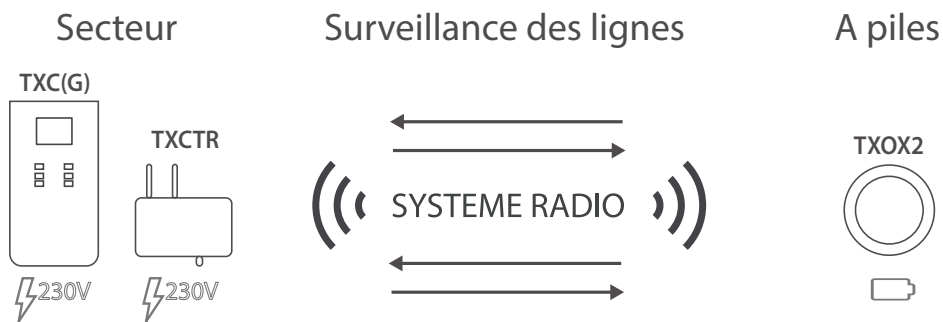 Secteur
Surveillance des lignes
A piles
TXC(G)
TXCTR
TXOX2
SYSTEME RADIO
230V
230V